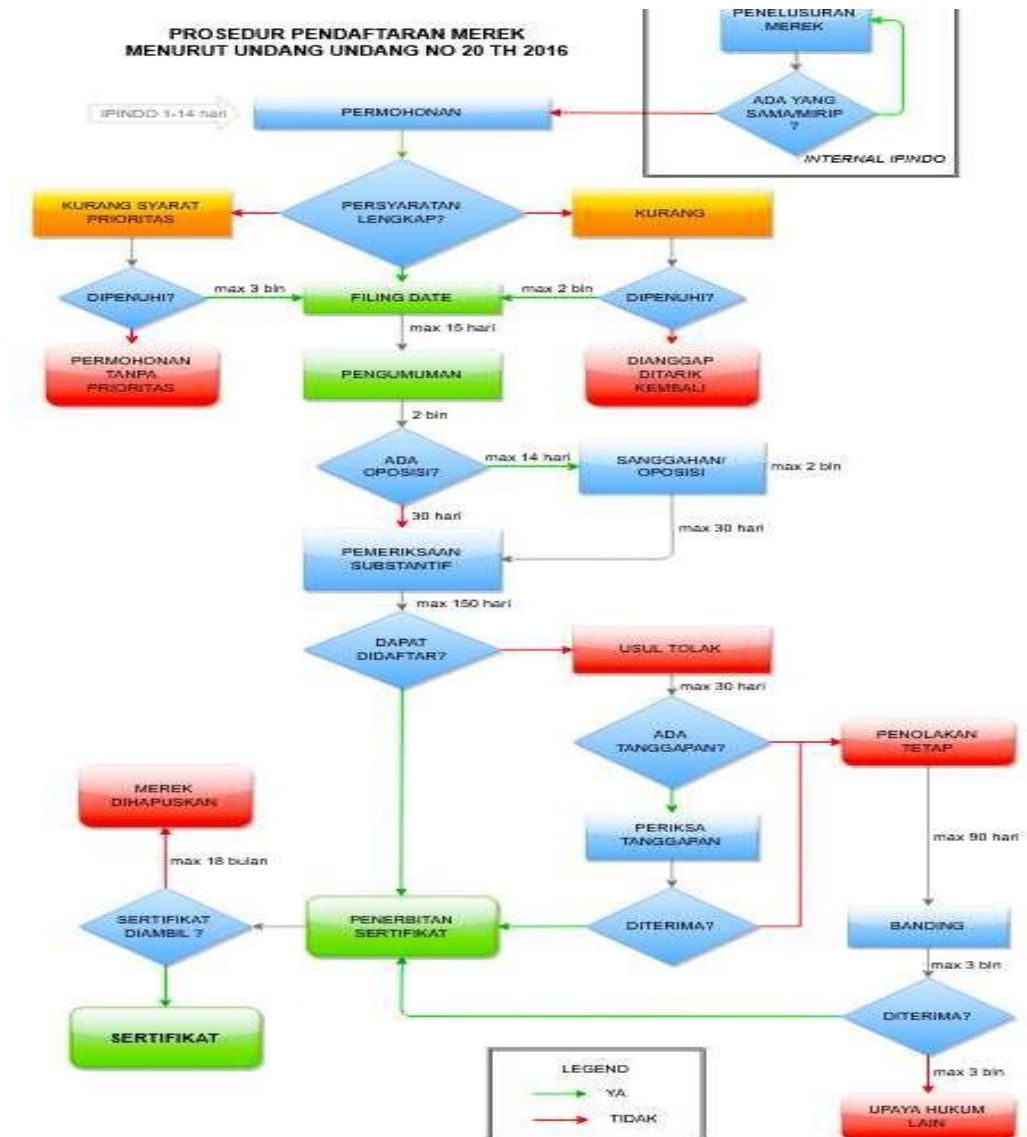 PROSEDUR PENDAFTARAN MEREK
MENURUT UNDANG UNDANG NO 20 TH 2016
PENELUSURAN
MEREK
ADA YANG
SAMA/MIRIP
?
INTERNAL IPINDO
IPINDO 1-14 hari
PERMOHONAN
KURANG SYARAT
PRIORITAS
PERSYARATAN
LENGKAP?
KURANG
DIPENUHI?
max 3 bln
FILING DATE
max 2 bln
DIPENUHI?
max 15 hari
PERMOHONAN
TANPA
PRIORITAS
PENGUMUMAN
DIANGGAP
DITARIK
KEMBALI
2 bln
ADA
OPOSISI?
max 14 hari
SANGGAHAN/
OPOSISI
max 2 bln
30 hari
max 30 hari
PEMERIKSAAN
SUBSTANTIF
max 150 hari
DAPAT
DIDAFTAR?
USUL TOLAK
max 30 hari
ADA
TANGGAPAN?
PENOLAKAN
TETAP
MEREK
DIHAPUSKAN
PERIKSA
TANGGAPAN
max 90 hari
max 18 bulan
SERTIFIKAT
DIAMBIL ?
PENERBITAN
SERTIFIKAT
DITERIMA?
BANDING
max 3 bln
SERTIFIKAT
DITERIMA?
max 3 bln
UPAYA HUKUM
LAIN
LEGEND
YA
TIDAK